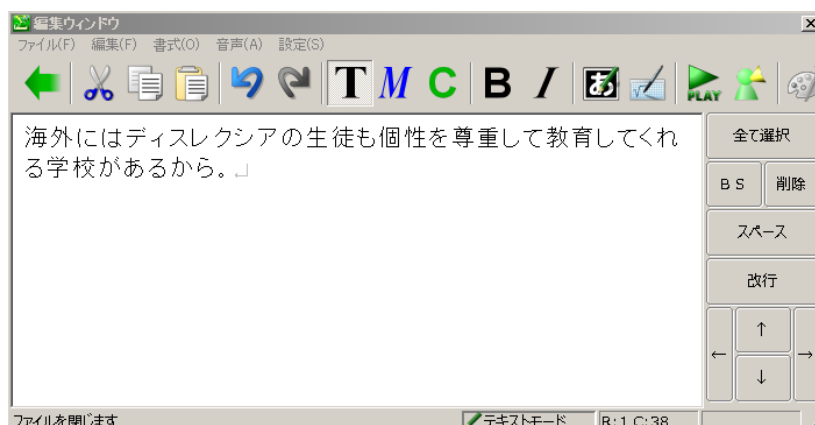 編集ウィンドウ
ファイル(F) 編集(F) 書式(O) 音声(A) 設定(S)
T M C B I あ PLAY
海外にはディスレクシアの生徒も個性を尊重して教育してくれ
る学校があるから。
全て選択
BS 削除
スペース
改行
↑
← →
↓
ファイルを閉じます テキストモード R:1 C:38